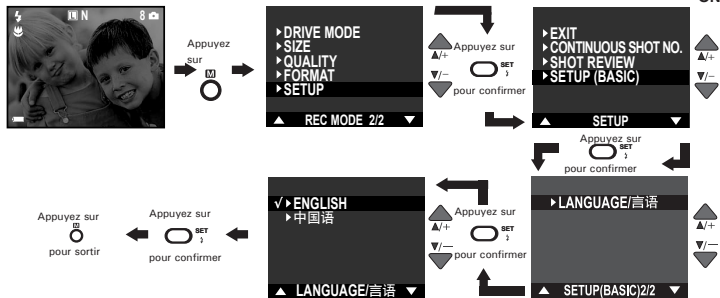 ON
L N 8
Appuyez
sur
M
DRIVE MODE
SIZE
QUALITY
FORMAT
SETUP
REC MODE 2/2
▲/+
▼/–
Appuyez sur
SET
pour confirmer
EXIT
CONTINUOUS SHOT NO.
SHOT REVIEW
SETUP (BASIC)
SETUP
▲/+
▼/–
Appuyez sur
SET
pour confirmer
LANGUAGE/言语
SETUP(BASIC)2/2
▲/+
▼/—
Appuyez sur
SET
pour confirmer
√ ENGLISH
中国语
LANGUAGE/言语
▲/+
▼/—
Appuyez sur
SET
pour confirmer
Appuyez sur
M
pour sortir